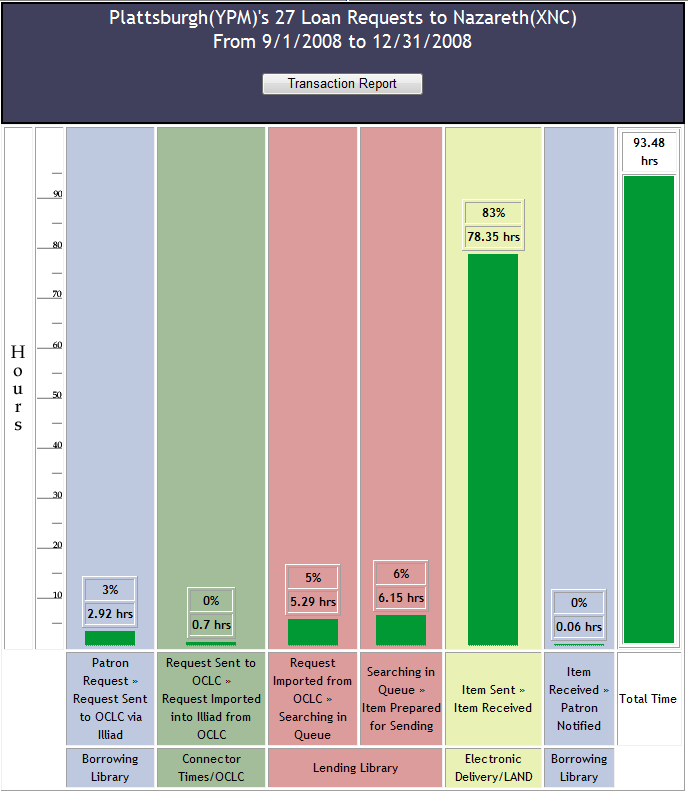 Plattsburgh(YPM)'s 27 Loan Requests to Nazareth(XNC)
From 9/1/2008 to 12/31/2008
Transaction Report
Hours
90
80
70
60
50
40
30
20
10
3%
2.92 hrs
0%
0.7 hrs
5%
5.29 hrs
6%
6.15 hrs
83%
78.35 hrs
0%
0.06 hrs
93.48
hrs
Patron
Request »
Request Sent
to OCLC via
Illiad
Request Sent to
OCLC »
Request Imported
into Illiad from
OCLC
Request
Imported from
OCLC »
Searching in
Queue
Searching in
Queue »
Item Prepared
for Sending
Item Sent »
Item Received
Item
Received »
Patron
Notified
Total Time
Borrowing
Library
Connector
Times/OCLC
Lending Library
Electronic
Delivery/LAND
Borrowing
Library